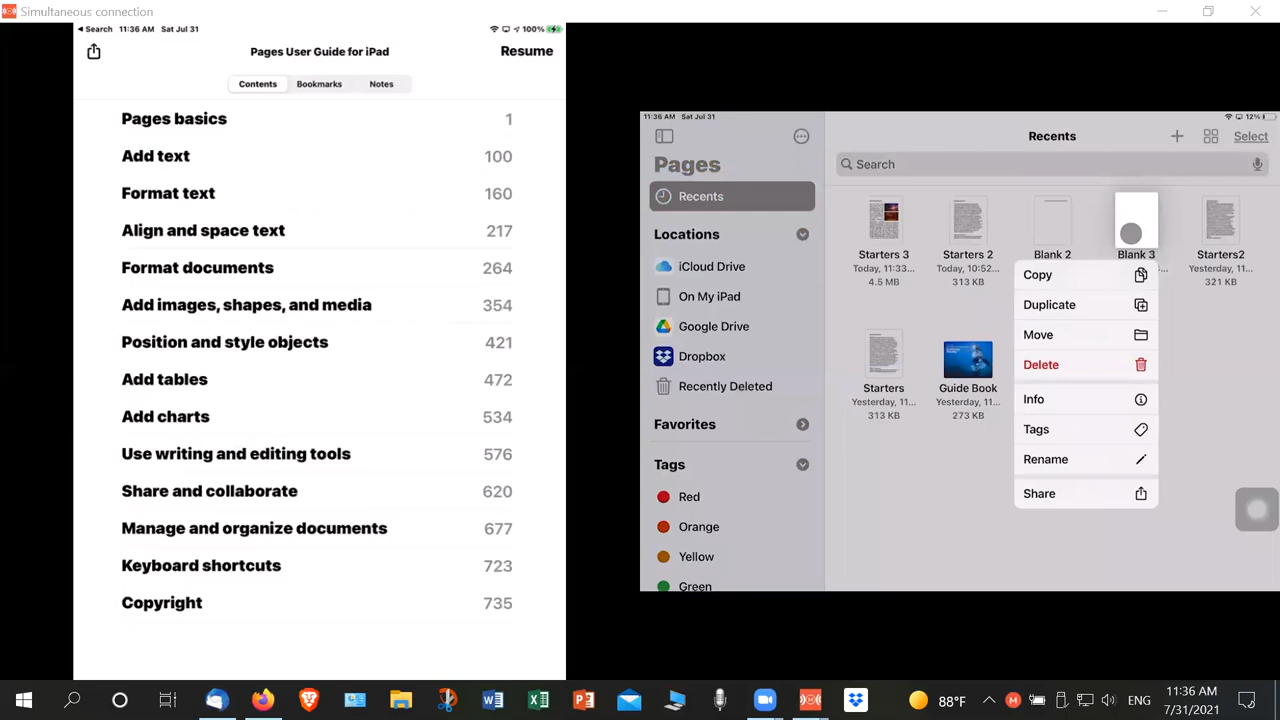 Simultaneous connection
Search 11:36 AM Sat Jul 31
100%
Pages User Guide for iPad
Resume
Contents Bookmarks Notes
Pages basics 1
Add text 100
Format text 160
Align and space text 217
Format documents 264
Add images, shapes, and media 354
Position and style objects 421
Add tables 472
Add charts 534
Use writing and editing tools 576
Share and collaborate 620
Manage and organize documents 677
Keyboard shortcuts 723
Copyright 735
11:36 AM Sat Jul 31
12%
Pages
Recents
Locations
iCloud Drive
On My iPad
Google Drive
Dropbox
Recently Deleted
Favorites
Tags
Red
Orange
Yellow
Green
Recents
Select
Search
Starters 3
Today, 11:33...
4.5 MB
Starters 2
Today, 10:52...
313 KB
Blank 2
Blank 3
Starters2
Yesterday, 11...
321 KB
Starters
Yesterday, 11...
313 KB
Guide Book
Yesterday, 11...
273 KB
Copy
Duplicate
Move
Delete
Info
Tags
Rename
Share
88°F
ENG
11:36 AM
7/31/2021